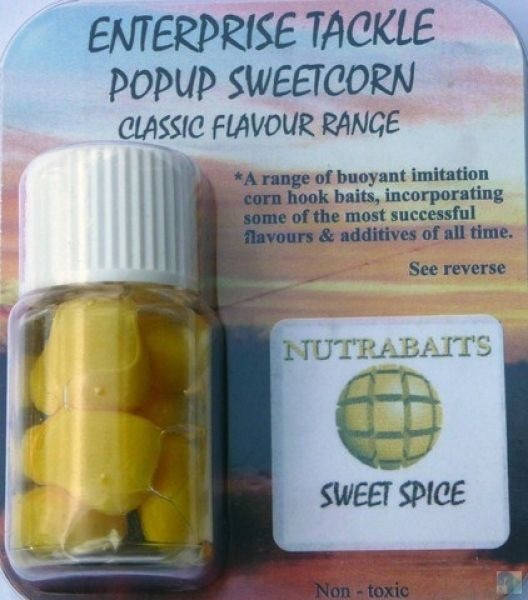 ENTERPRISE TACKLE
POPUP SWEETCORN
CLASSIC FLAVOUR RANGE
*A range of buoyant imitation
corn hook baits, incorporating
some of the most successful
flavours & additives of all time.
See reverse
NUTRABAITS
SWEET SPICE
Non - toxic